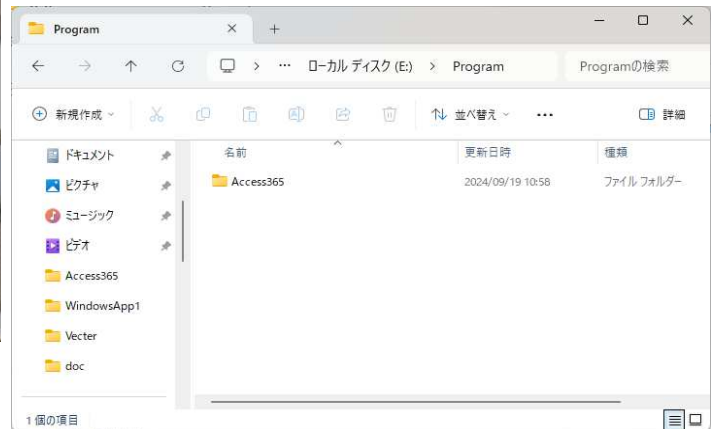 Program
ローカル ディスク (E:) Program Programの検索
新規作成 並べ替え 詳細
名前 更新日時 種類
ドキュメント
ピクチャ
ミュージック
ビデオ
Access365
WindowsApp1
Vecter
doc
Access365 2024/09/19 10:58 ファイル フォルダー
1 個の項目